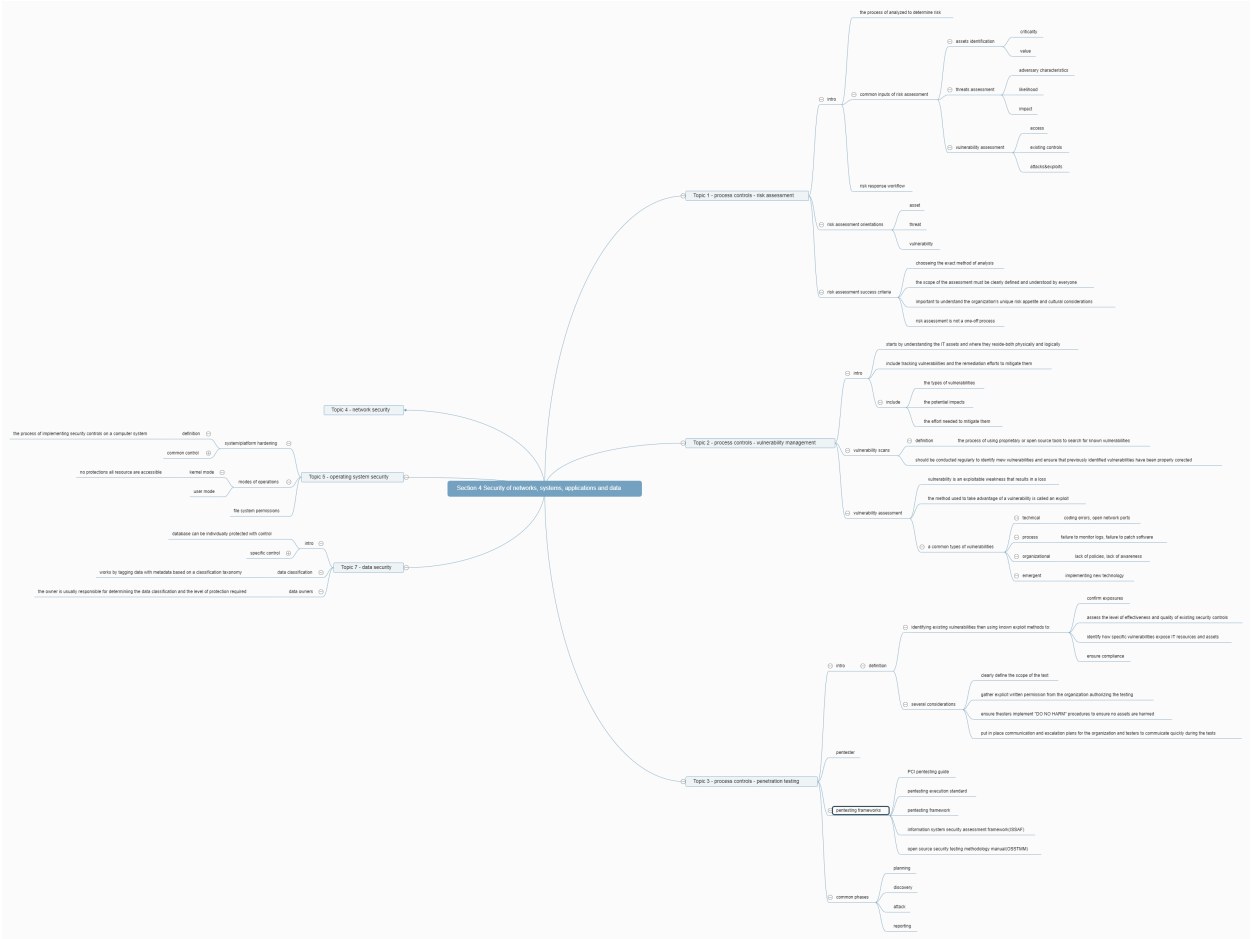 Section 4 Security of networks, systems, applications and data
Topic 1 - process controls - risk assessment
intro
the process of analyzed to determine risk
common inputs of risk assessment
assets identification
criticality
value
threats assessment
adversary characteristics
likelihood
impact
vulnerability assessment
access
existing controls
attacks&exploits
risk response workflow
risk assessment orientations
asset
threat
vulnerability
risk assessment success criteria
chooseing the exact method of analysis
the scope of the assessment must be clearly defined and understood by everyone
important to understand the organization's unique risk appetite and cultural considerations
risk assessment is not a one-off process
Topic 2 - process controls - vulnerability management
intro
starts by understanding the IT assets and where they reside-both physically and logically
include tracking vulnerabilities and the remediation efforts to mitigate them
include
the types of vulnerabilities
the potential impacts
the effort needed to mitigate them
vulnerability scans
definition
the process of using proprietary or open source tools to search for known vulnerabilities
should be conducted regularly to identify mew vulnerabilities and ensure that previously identified vulnerabilities have been properly corected
vulnerability assessment
vulnerability is an exploitable weakness that results in a loss
the method used to take advantage of a vulnerability is called an exploit
a common types of vulnerabilities
technical
coding errors, open network ports
process
failure to monitor logs, failure to patch software
organizational
lack of policies, lack of awareness
emergent
implementing new technology
Topic 3 - process controls - penetration testing
intro
definition
identifying existing vulnerabilities then using known exploit methods to
confirm exposures
assess the level of effectiveness and quality of existing security controls
identify how specific vulnerabilities expose IT resources and assets
ensure compliance
several considerations
clearly define the scope of the test
gather explicit written permission from the organization authorizing the testing
ensure theaters implement "DO NO HARM" procedures to ensure no assets are harmed
put in place communication and escalation plans for the organization and testers to commuicate quickly during the tests
pentester
pentesting frameworks
PCI pentesting guide
pentesting execution standard
pentesting framework
information system security assessment framework(ISSAF)
open source security testing methodology manual(OSSTMM)
common phases
planning
discovery
attack
reporting
Topic 4 - network security
Topic 5 - operating system security
system/platform hardening
definition
the process of implementing security controls on a computer system
common control
modes of operations
kernel mode
no protections all resource are accessible
user mode
file system permissions
Topic 7 - data security
intro
database can be individually protected with control
specific control
data classification
works by tagging data with metadata based on a classification taxonomy
data owners
the owner is usually responsible for determining the data classification and the level of protection required